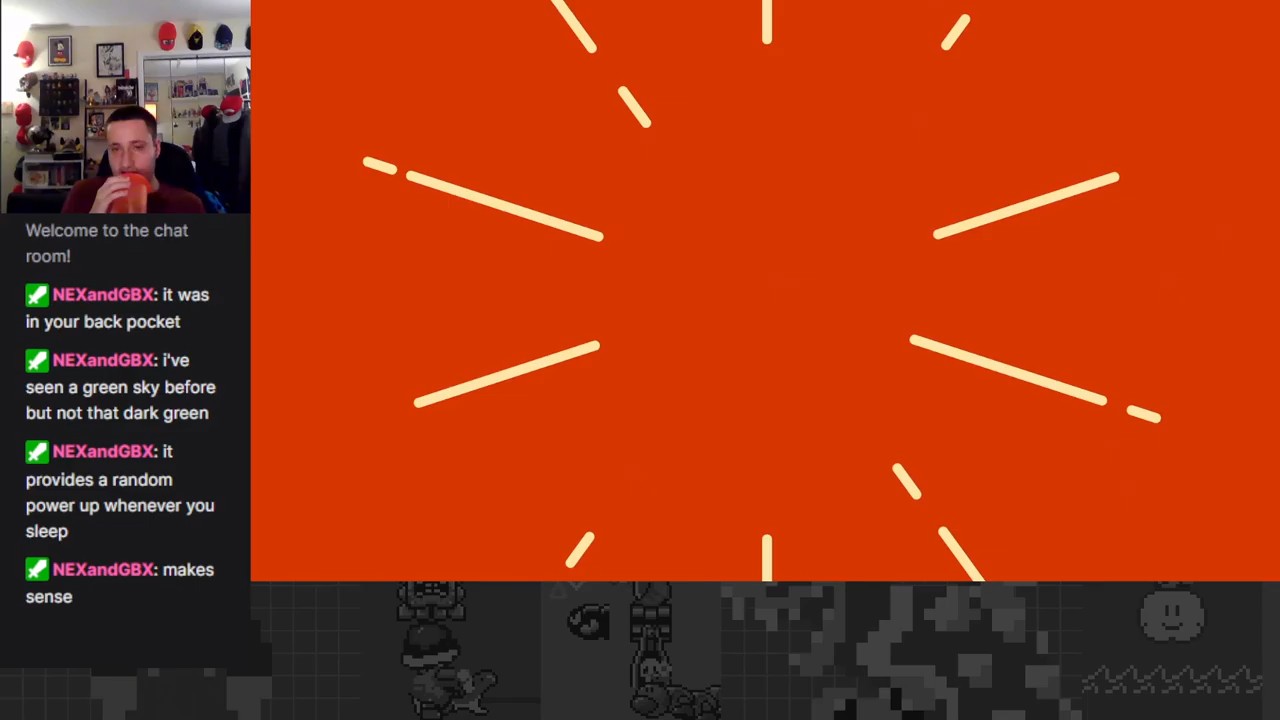 Welcome to the chat
room!
NEXandGBX: it was
in your back pocket
NEXandGBX: i've
seen a green sky before
but not that dark green
NEXandGBX: it
provides a random
power up whenever you
sleep
NEXandGBX: makes
sense